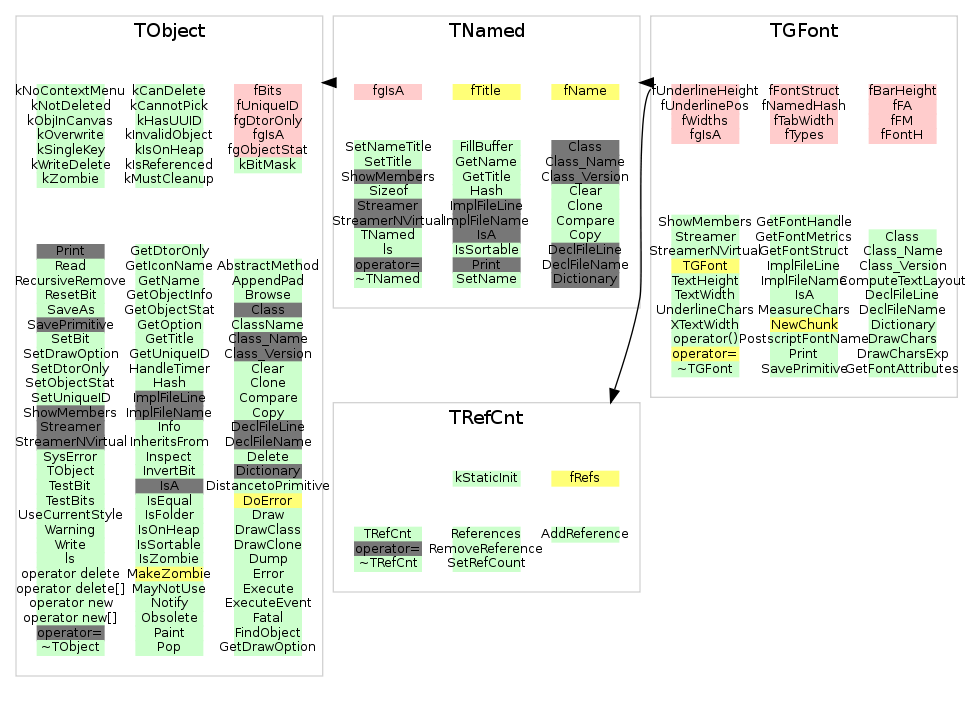 TObject
kNoContextMenu kCanDelete fBits
kNotDeleted kCannotPick fUniqueID
kObjInCanvas kHasUUID fgDtorOnly
kOverwrite kInvalidObject fgIsA
kSingleKey kIsOnHeap fgObjectStat
kWriteDelete kIsReferenced kBitMask
kZombie kMustCleanup
Print GetDtorOnly
Read GetIconName AbstractMethod
RecursiveRemove GetName AppendPad
ResetBit GetObjectInfo Browse
SaveAs GetObjectStat Class
SavePrimitive GetOption ClassName
SetBit GetTitle Class_Name
SetDrawOption GetUniqueID Class_Version
SetDtorOnly HandleTimer Clear
SetObjectStat Hash Clone
SetUniqueID ImplFileLine Compare
ShowMembers ImplFileName Copy
Streamer Info DeclFileLine
StreamerNVirtual InheritsFrom DeclFileName
SysError Inspect Delete
TObject InvertBit Dictionary
TestBit IsA DistancetoPrimitive
TestBits IsEqual DoError
UseCurrentStyle IsFolder Draw
Warning IsOnHeap DrawClass
Write IsSortable DrawClone
ls IsZombie Dump
operator delete MakeZombie Error
operator delete[] MayNotUse Execute
operator new Notify ExecuteEvent
operator new[] Obsolete Fatal
operator= Paint FindObject
~TObject Pop GetDrawOption
TNamed
fgIsA fTitle fName
SetNameTitle FillBuffer Class
SetTitle GetName Class_Name
ShowMembers GetTitle Class_Version
Sizeof Hash Clear
Streamer ImplFileLine Clone
StreamerNVirtual ImplFileName Compare
TNamed IsA Copy
ls IsSortable DeclFileLine
operator= Print DeclFileName
~TNamed SetName Dictionary
TRefCnt
kStaticInit fRefs
TRefCnt References AddReference
operator= RemoveReference
~TRefCnt SetRefCount
TGFont
fUnderlineHeight fFontStruct fBarHeight
fUnderlinePos fNamedHash fFA
fWidths fTabWidth fFM
fgIsA fTypes fFontH
ShowMembers GetFontHandle
Streamer GetFontMetrics Class
StreamerNVirtual GetFontStruct Class_Name
TGFont ImplFileLine Class_Version
TextHeight ImplFileName ComputeTextLayout
TextWidth IsA DeclFileLine
UnderlineChars MeasureChars DeclFileName
XTextWidth NewChunk Dictionary
operator() PostscriptFontName DrawChars
operator= Print DrawCharsExp
~TGFont SavePrimitive GetFontAttributes